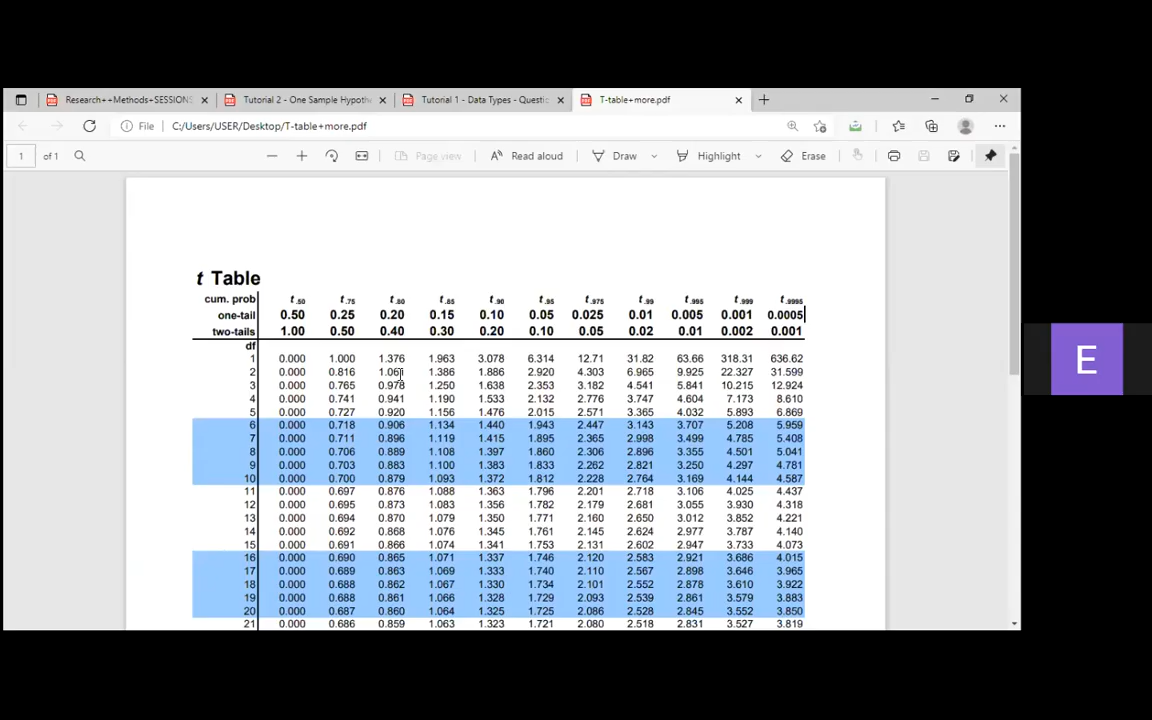 Research++Methods+SESSIONS
Tutorial 2 - One Sample Hypoth
Tutorial 1 - Data Types - Questi
T-table+more.pdf
File C:/Users/USER/Desktop/T-table+more.pdf
1 of 1 Page view Read aloud Draw Highlight Erase
t Table
cum. prob t .50 t .75 t .80 t .85 t .90 t .95 t .975 t .99 t .995 t .999 t .9995
one-tail 0.50 0.25 0.20 0.15 0.10 0.05 0.025 0.01 0.005 0.001 0.0005
two-tails 1.00 0.50 0.40 0.30 0.20 0.10 0.05 0.02 0.01 0.002 0.001
df
1 0.000 1.000 1.376 1.963 3.078 6.314 12.71 31.82 63.66 318.31 636.62
2 0.000 0.816 1.061 1.386 1.886 2.920 4.303 6.965 9.925 22.327 31.599
3 0.000 0.765 0.978 1.250 1.638 2.353 3.182 4.541 5.841 10.215 12.924
4 0.000 0.741 0.941 1.190 1.533 2.132 2.776 3.747 4.604 7.173 8.610
5 0.000 0.727 0.920 1.156 1.476 2.015 2.571 3.365 4.032 5.893 6.869
6 0.000 0.718 0.906 1.134 1.440 1.943 2.447 3.143 3.707 5.208 5.959
7 0.000 0.711 0.896 1.119 1.415 1.895 2.365 2.998 3.499 4.785 5.408
8 0.000 0.706 0.889 1.108 1.397 1.860 2.306 2.896 3.355 4.501 5.041
9 0.000 0.703 0.883 1.100 1.383 1.833 2.262 2.821 3.250 4.297 4.781
10 0.000 0.700 0.879 1.093 1.372 1.812 2.228 2.764 3.169 4.144 4.587
11 0.000 0.697 0.876 1.088 1.363 1.796 2.201 2.718 3.106 4.025 4.437
12 0.000 0.695 0.873 1.083 1.356 1.782 2.179 2.681 3.055 3.930 4.318
13 0.000 0.694 0.870 1.079 1.350 1.771 2.160 2.650 3.012 3.852 4.221
14 0.000 0.692 0.868 1.076 1.345 1.761 2.145 2.624 2.977 3.787 4.140
15 0.000 0.691 0.866 1.074 1.341 1.753 2.131 2.602 2.947 3.733 4.073
16 0.000 0.690 0.865 1.071 1.337 1.746 2.120 2.583 2.921 3.686 4.015
17 0.000 0.689 0.863 1.069 1.333 1.740 2.110 2.567 2.898 3.646 3.965
18 0.000 0.688 0.862 1.067 1.330 1.734 2.101 2.552 2.878 3.610 3.922
19 0.000 0.688 0.861 1.066 1.328 1.729 2.093 2.539 2.861 3.579 3.883
20 0.000 0.687 0.860 1.064 1.325 1.725 2.086 2.528 2.845 3.552 3.850
21 0.000 0.686 0.859 1.063 1.323 1.721 2.080 2.518 2.831 3.527 3.819
E